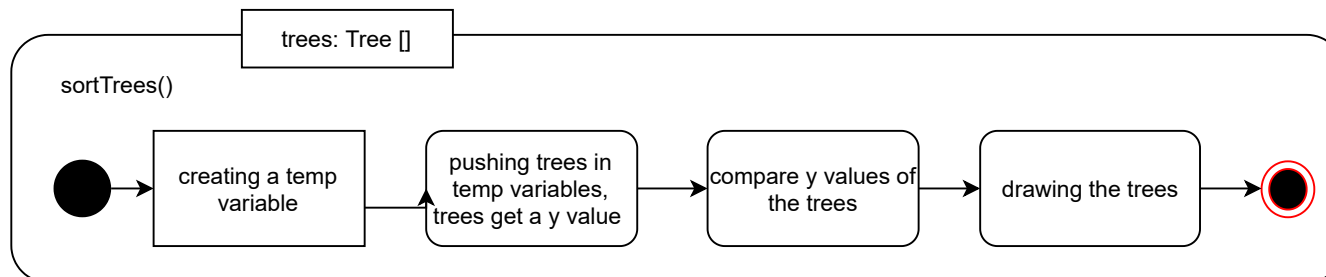 trees: Tree []
sortTrees()
creating a temp
variable
pushing trees in
temp variables,
trees get a y value
compare y values of
the trees
drawing the trees